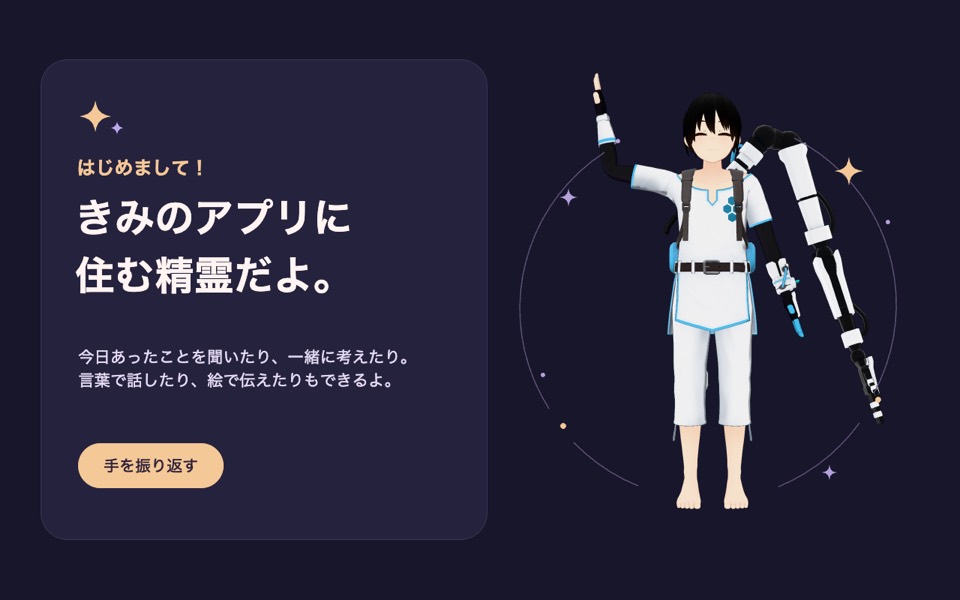 はじめまして！
きみのアプリに
住む精霊だよ。
今日あったことを聞いたり、一緒に考えたり。
言葉で話したり、絵で伝えたりもできるよ。
手を振り返す